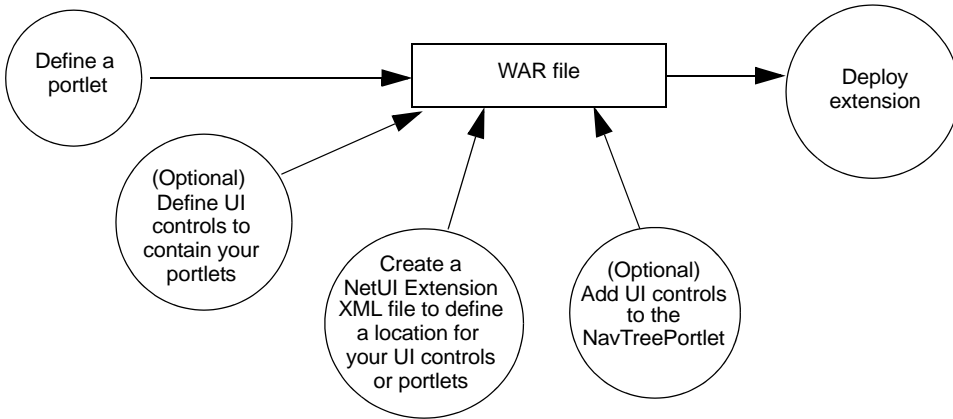 Define a
portlet
WAR file
Deploy
extension
(Optional)
Define UI
controls to
contain your
portlets
Create a
NetUI Extension
XML file to define
a location for
your UI controls
or portlets
(Optional)
Add UI controls
to the
NavTreePortlet